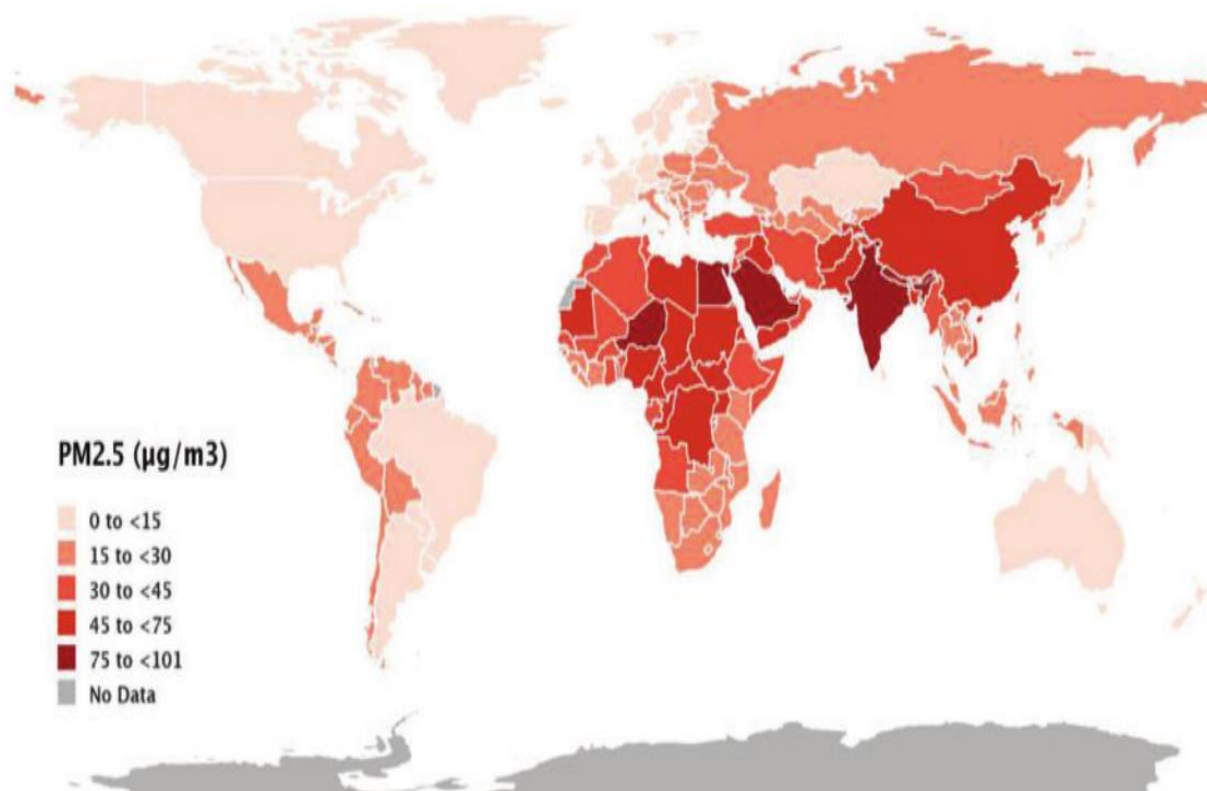 PM2.5 (µg/m3)
0 to <15
15 to <30
30 to <45
45 to <75
75 to <101
No Data